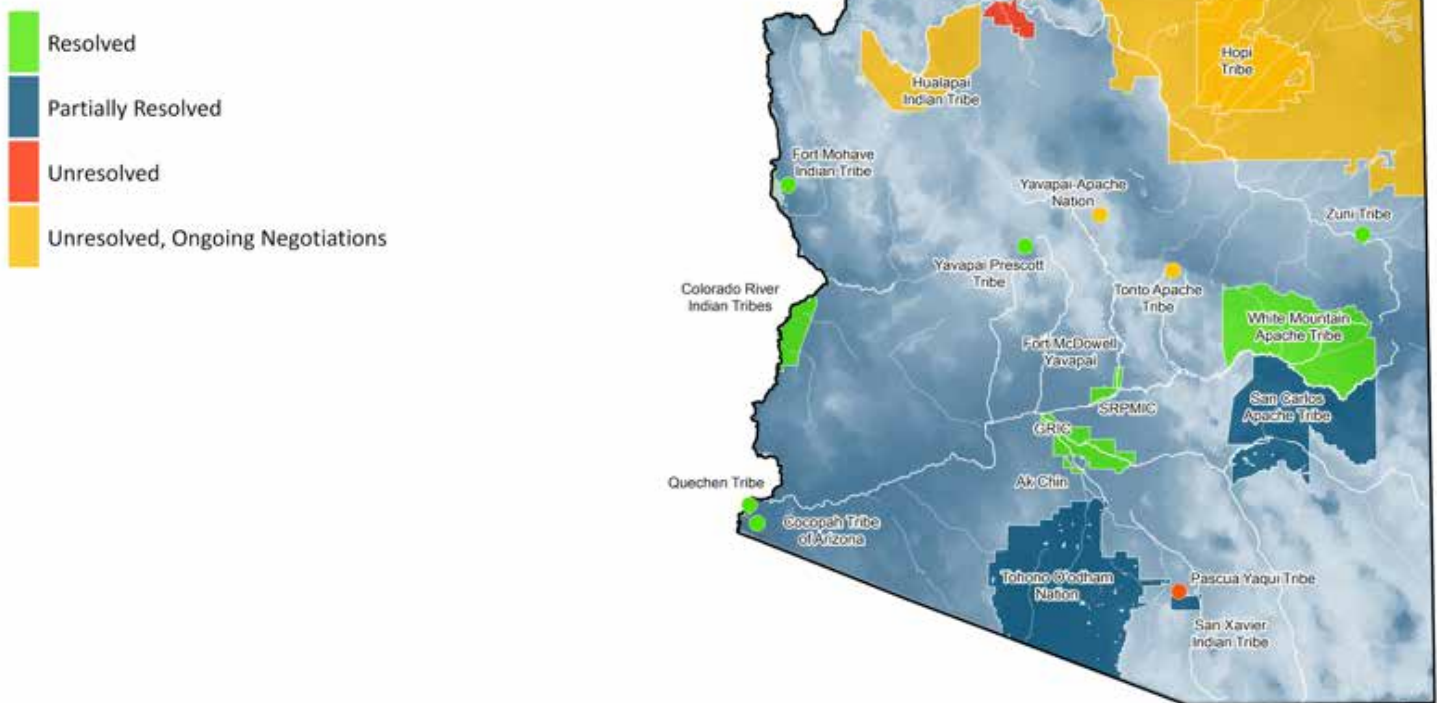 Resolved
Partially Resolved
Unresolved
Unresolved, Ongoing Negotiations
Hopi
Tribe
Hualapai
Indian Tribe
Fort Mohave
Indian Tribe
Yavapai-Apache
Nation
Zuni Tribe
Yavapai Prescott
Tribe
Tonto Apache
Tribe
Colorado River
Indian Tribes
White Mountain
Apache Tribe
Fort McDowell
Yavapai
SRPMIC
San Carlos
Apache Tribe
GRIC
Ak Chin
Quechen Tribe
Cocopah Tribe
of Arizona
Tohono O'odham
Nation
Pascua Yaqui Tribe
San Xavier
Indian Tribe